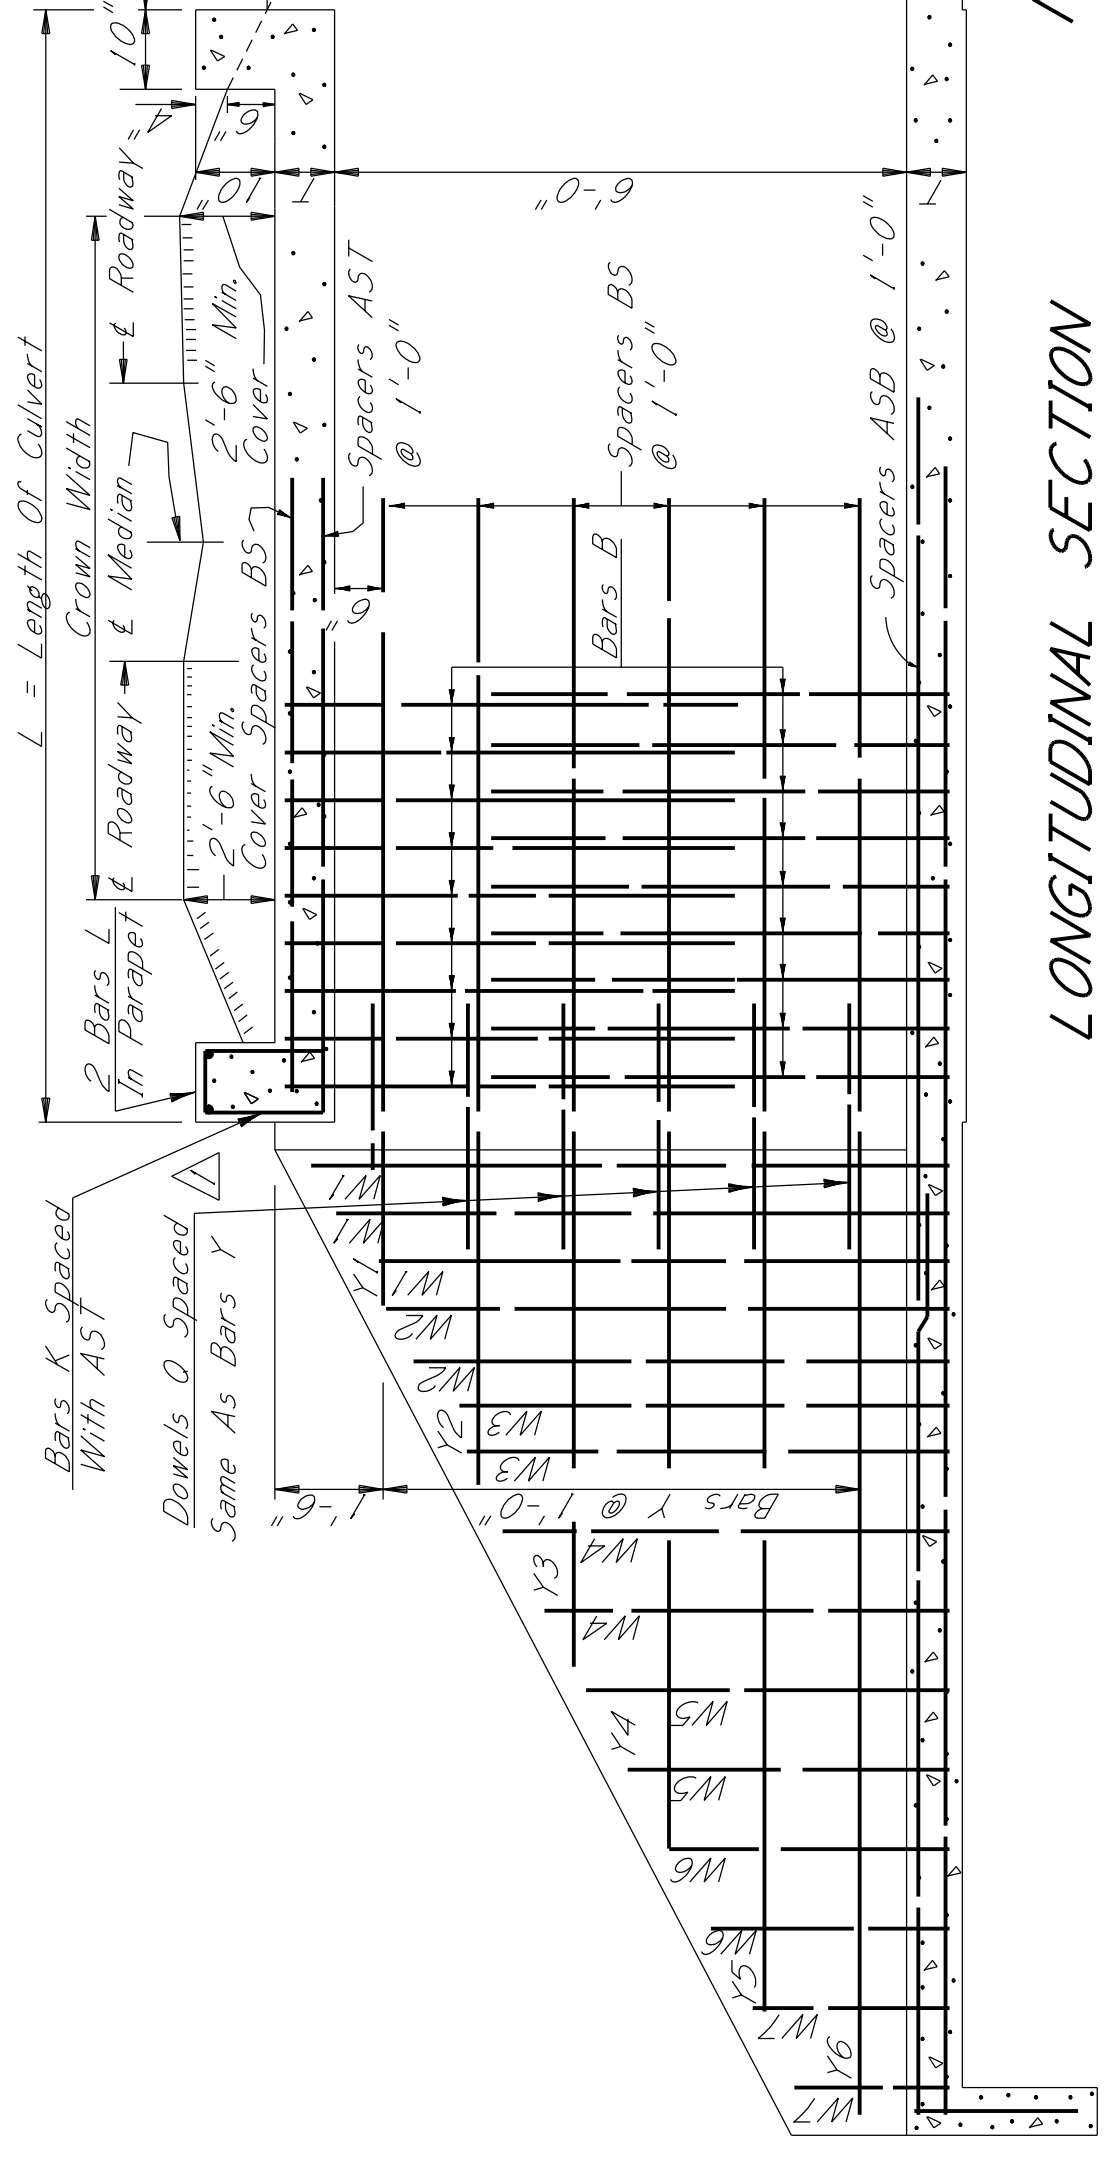 L = Length Of Culvert
Crown Width
℄ Roadway
℄ Median
℄ Roadway
10"
4"
6"
10"
T
6'-0"
T
2'-6" Min.
Cover
2'-6" Min.
Cover
Spacers BS
Spacers AST
@ 1'-0"
6"
Spacers BS
@ 1'-0"
Bars B
Spacers ASB @ 1'-0"
2 Bars L
In Parapet
Bars K Spaced
With AST
1
Dowels Q Spaced
Same As Bars Y
1'-6"
Bars Y @ 1'-0"
W1
W1
W1
W2
W2
W3
W3
W4
W4
W5
W5
W6
W6
W7
W7
Y1
Y2
Y3
Y4
Y5
Y6
LONGITUDINAL SECTION